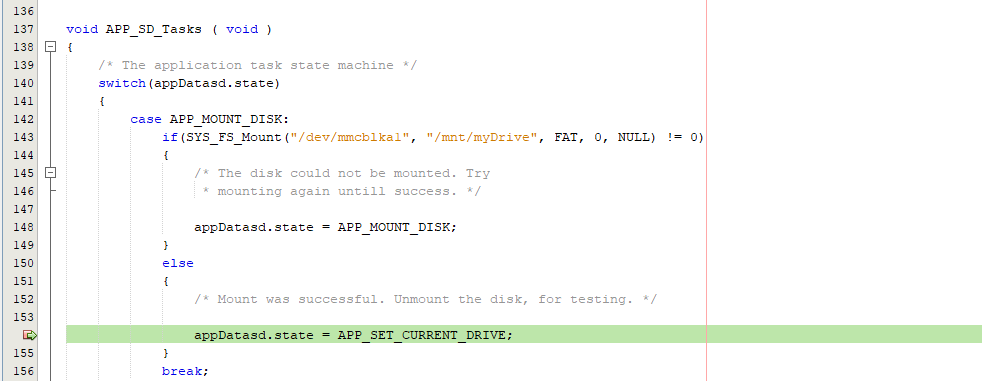 136
137 void APP_SD_Tasks ( void )
138 {
139 /* The application task state machine */
140 switch(appDatasd.state)
141 {
142 case APP_MOUNT_DISK:
143 if(SYS_FS_Mount("/dev/mmcblka1", "/mnt/myDrive", FAT, 0, NULL) != 0)
144 {
145 /* The disk could not be mounted. Try
146 * mounting again untill success. */
147
148 appDatasd.state = APP_MOUNT_DISK;
149 }
150 else
151 {
152 /* Mount was successful. Unmount the disk, for testing. */
153
appDatasd.state = APP_SET_CURRENT_DRIVE;
155 }
156 break;